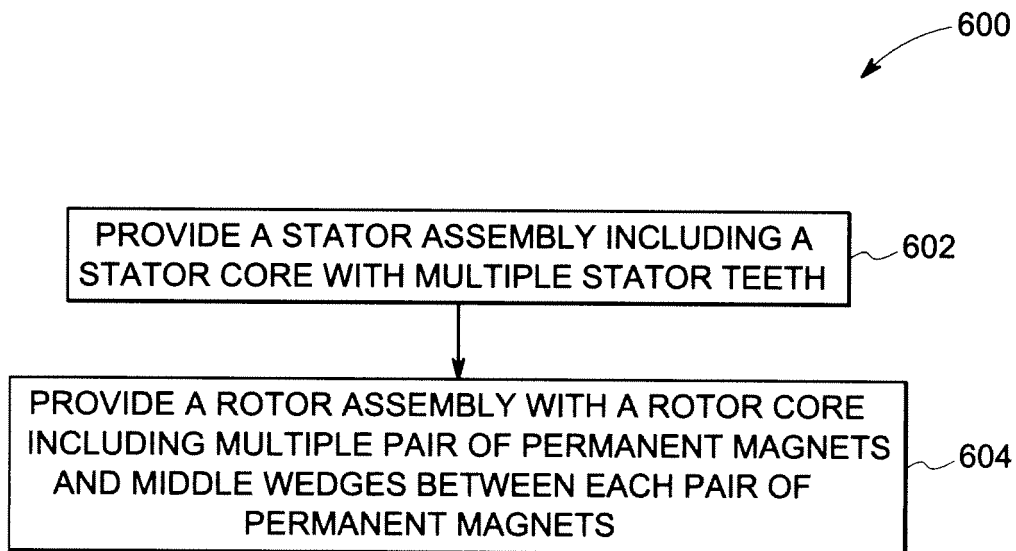 600
PROVIDE A STATOR ASSEMBLY INCLUDING A
STATOR CORE WITH MULTIPLE STATOR TEETH
602
PROVIDE A ROTOR ASSEMBLY WITH A ROTOR CORE
INCLUDING MULTIPLE PAIR OF PERMANENT MAGNETS
AND MIDDLE WEDGES BETWEEN EACH PAIR OF
PERMANENT MAGNETS
604